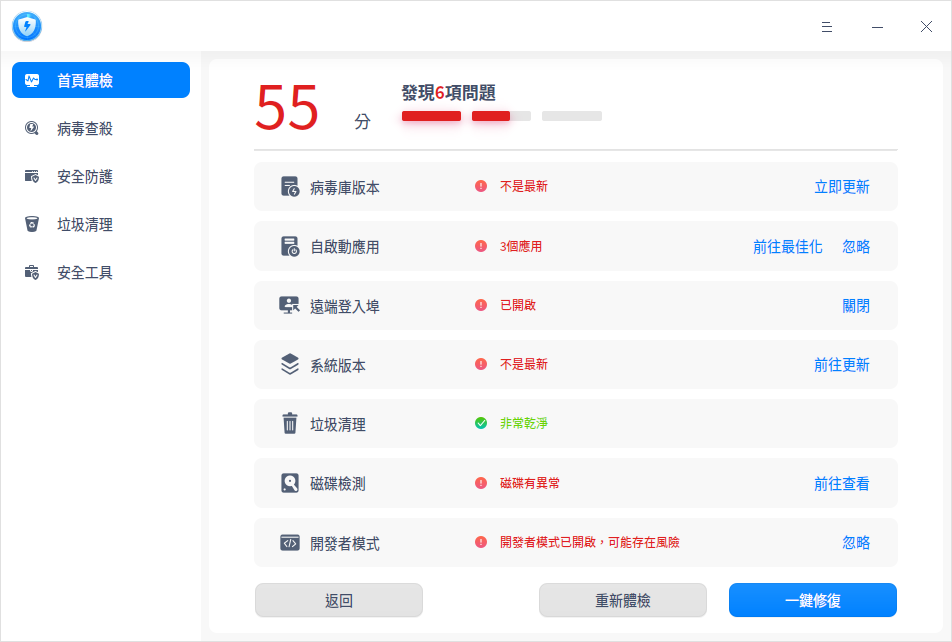 首頁體檢
病毒查殺
安全防護
垃圾清理
安全工具
55 分
發現6項問題
病毒庫版本 不是最新 立即更新
自啟動應用 3個應用 前往最佳化 忽略
遠端登入埠 已開啟 關閉
系統版本 不是最新 前往更新
垃圾清理 非常乾淨
磁碟檢測 磁碟有異常 前往查看
開發者模式 開發者模式已開啟，可能存在風險 忽略
返回 重新體檢 一鍵修復